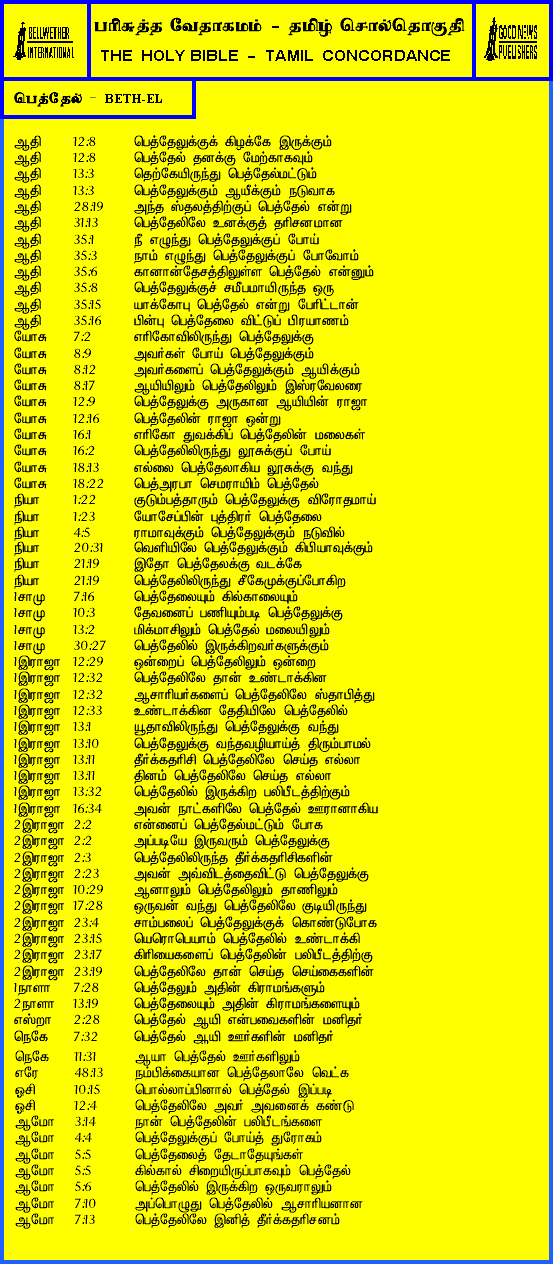 BELLWETHER INTERNATIONAL
பரிசுத்த வேதாகமம் - தமிழ் சொல்தொகுதி
THE HOLY BIBLE - TAMIL CONCORDANCE
GOOD NEWS PUBLISHERS
பெத்தேல் - BETH-EL
ஆதி 12:8 பெத்தேலுக்குக் கிழக்கே இருக்கும்
ஆதி 12:8 பெத்தேல் தனக்கு மேற்காகவும்
ஆதி 13:3 தெற்கேயிருந்து பெத்தேல்மட்டும்
ஆதி 13:3 பெத்தேலுக்கும் ஆயீக்கும் நடுவாக
ஆதி 28:19 அந்த ஸ்தலத்திற்குப் பெத்தேல் என்று
ஆதி 31:13 பெத்தேலிலே உனக்குத் தரிசனமான
ஆதி 35:1 நீ எழுந்து பெத்தேலுக்குப் போய்
ஆதி 35:3 நாம் எழுந்து பெத்தேலுக்குப் போவோம்
ஆதி 35:6 கானான்தேசத்திலுள்ள பெத்தேல் என்னும்
ஆதி 35:8 பெத்தேலுக்குச் சமீபமாயிருந்த ஒரு
ஆதி 35:15 யாக்கோபு பெத்தேல் என்று பேரிட்டான்
ஆதி 35:16 பின்பு பெத்தேலை விட்டுப் பிரயாணம்
யோசு 7:2 எரிகோவிலிருந்து பெத்தேலுக்கு
யோசு 8:9 அவர்கள் போய் பெத்தேலுக்கும்
யோசு 8:12 அவர்களைப் பெத்தேலுக்கும் ஆயிக்கும்
யோசு 8:17 ஆயியிலும் பெத்தேலிலும் இஸ்ரவேலரை
யோசு 12:9 பெத்தேலுக்கு அருகான ஆயியின் ராஜா
யோசு 12:16 பெத்தேலின் ராஜா ஒன்று
யோசு 16:1 எரிகோ துவக்கிப் பெத்தேலின் மலைகள்
யோசு 16:2 பெத்தேலிலிருந்து லூசுக்குப் போய்
யோசு 18:13 எல்லை பெத்தேலாகிய லூசுக்கு வந்து
யோசு 18:22 பெத்அரபா செமராயிம் பெத்தேல்
நியா 1:22 குடும்பத்தாரும் பெத்தேலுக்கு விரோதமாய்
நியா 1:23 யோசேப்பின் புத்திரர் பெத்தேலை
நியா 4:5 ராமாவுக்கும் பெத்தேலுக்கும் நடுவில்
நியா 20:31 வெளியிலே பெத்தேலுக்கும் கிபியாவுக்கும்
நியா 21:19 இதோ பெத்தேலக்கு வடக்கே
நியா 21:19 பெத்தேலிலிருந்து சீகேமுக்குப்போகிற
1சாமு 7:16 பெத்தேலையும் கில்காலையும்
1சாமு 10:3 தேவனைப் பணியும்படி பெத்தேலுக்கு
1சாமு 13:2 மிக்மாசிலும் பெத்தேல் மலையிலும்
1சாமு 30:27 பெத்தேலில் இருக்கிறவர்களுக்கும்
1இராஜா 12:29 ஒன்றைப் பெத்தேலிலும் ஒன்றை
1இராஜா 12:32 பெத்தேலிலே தான் உண்டாக்கின
1இராஜா 12:32 ஆசாரியர்களைப் பெத்தேலிலே ஸ்தாபித்து
1இராஜா 12:33 உண்டாக்கின தேதியிலே பெத்தேலில்
1இராஜா 13:1 யூதாவிலிருந்து பெத்தேலுக்கு வந்து
1இராஜா 13:10 பெத்தேலுக்கு வந்தவழியாய்த் திரும்பாமல்
1இராஜா 13:11 தீர்க்கதரிசி பெத்தேலிலே செய்த எல்லா
1இராஜா 13:11 தினம் பெத்தேலிலே செய்த எல்லா
1இராஜா 13:32 பெத்தேலில் இருக்கிற பலிபீடத்திற்கும்
1இராஜா 16:34 அவன் நாட்களிலே பெத்தேல் ஊரானாகிய
2இராஜா 2:2 என்னைப் பெத்தேல்மட்டும் போக
2இராஜா 2:2 அப்படியே இருவரும் பெத்தேலுக்கு
2இராஜா 2:3 பெத்தேலிலிருந்த தீர்க்கதரிசிகளின்
2இராஜா 2:23 அவன் அவ்விடத்தைவிட்டு பெத்தேலுக்கு
2இராஜா 10:29 ஆனாலும் பெத்தேலிலும் தாணிலும்
2இராஜா 17:28 ஒருவன் வந்து பெத்தேலிலே குடியிருந்து
2இராஜா 23:4 சாம்பலைப் பெத்தேலுக்குக் கொண்டுபோக
2இராஜா 23:15 யெரொபெயாம் பெத்தேலில் உண்டாக்கி
2இராஜா 23:17 கிரியைகளைப் பெத்தேலின் பலிபீடத்திற்கு
2இராஜா 23:19 பெத்தேலிலே தான் செய்த செய்கைகளின்
1நாளா 7:28 பெத்தேலும் அதின் கிராமங்களும்
2நாளா 13:19 பெத்தேலையும் அதின் கிராமங்களையும்
எஸ்றா 2:28 பெத்தேல் ஆயி என்பவைகளின் மனிதர்
நெகே 7:32 பெத்தேல் ஆயி ஊர்களின் மனிதர்
நெகே 11:31 ஆயா பெத்தேல் ஊர்களிலும்
எரே 48:13 நம்பிக்கையான பெத்தேலாலே வெட்க
ஓசி 10:15 பொல்லாப்பினால் பெத்தேல் இப்படி
ஓசி 12:4 பெத்தேலிலே அவர் அவனைக் கண்டு
ஆமோ 3:14 நான் பெத்தேலின் பலிபீடங்களை
ஆமோ 4:4 பெத்தேலுக்குப் போய்த் துரோகம்
ஆமோ 5:5 பெத்தேலைத் தேடாதேயுங்கள்
ஆமோ 5:5 கில்கால் சிறையிருப்பாகவும் பெத்தேல்
ஆமோ 5:6 பெத்தேலில் இருக்கிற ஒருவராலும்
ஆமோ 7:10 அப்பொழுது பெத்தேலில் ஆசாரியனான
ஆமோ 7:13 பெத்தேலிலே இனித் தீர்க்கதரிசனம்